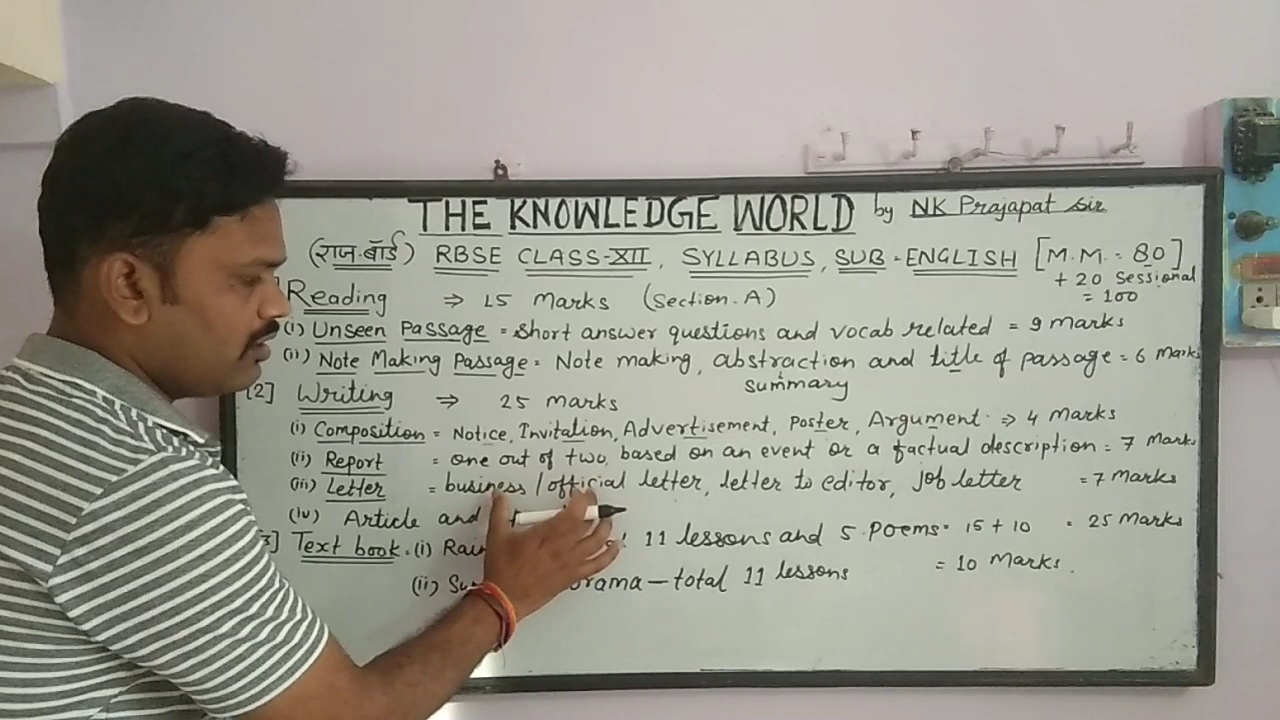 THE KNOWLEDGE WORLD by NK Prajapat Sir
(राज.बॉर्ड) RBSE CLASS-XII, SYLLABUS, SUB - ENGLISH [M.M. : 80]
+ 20 Sessional
= 100
Reading ⇒ 15 Marks (Section-A)
(i) Unseen Passage = short answer questions and vocab related = 9 marks
(ii) Note Making Passage = Note making, abstraction and title of passage = 6 Marks
summary
[2] Writing ⇒ 25 marks
(i) Composition = Notice, Invitation, Advertisement, Poster, Argument ⇒ 4 marks
(ii) Report = one out of two, based on an event or a factual description = 7 Marks
(iii) Letter = business / official letter, letter to editor, job letter = 7 Marks
(iv) Article and
3] Text book = (i) 11 lessons and 5 Poems = 15 + 10 = 25 Marks
(ii) – total 11 lessons = 10 Marks.